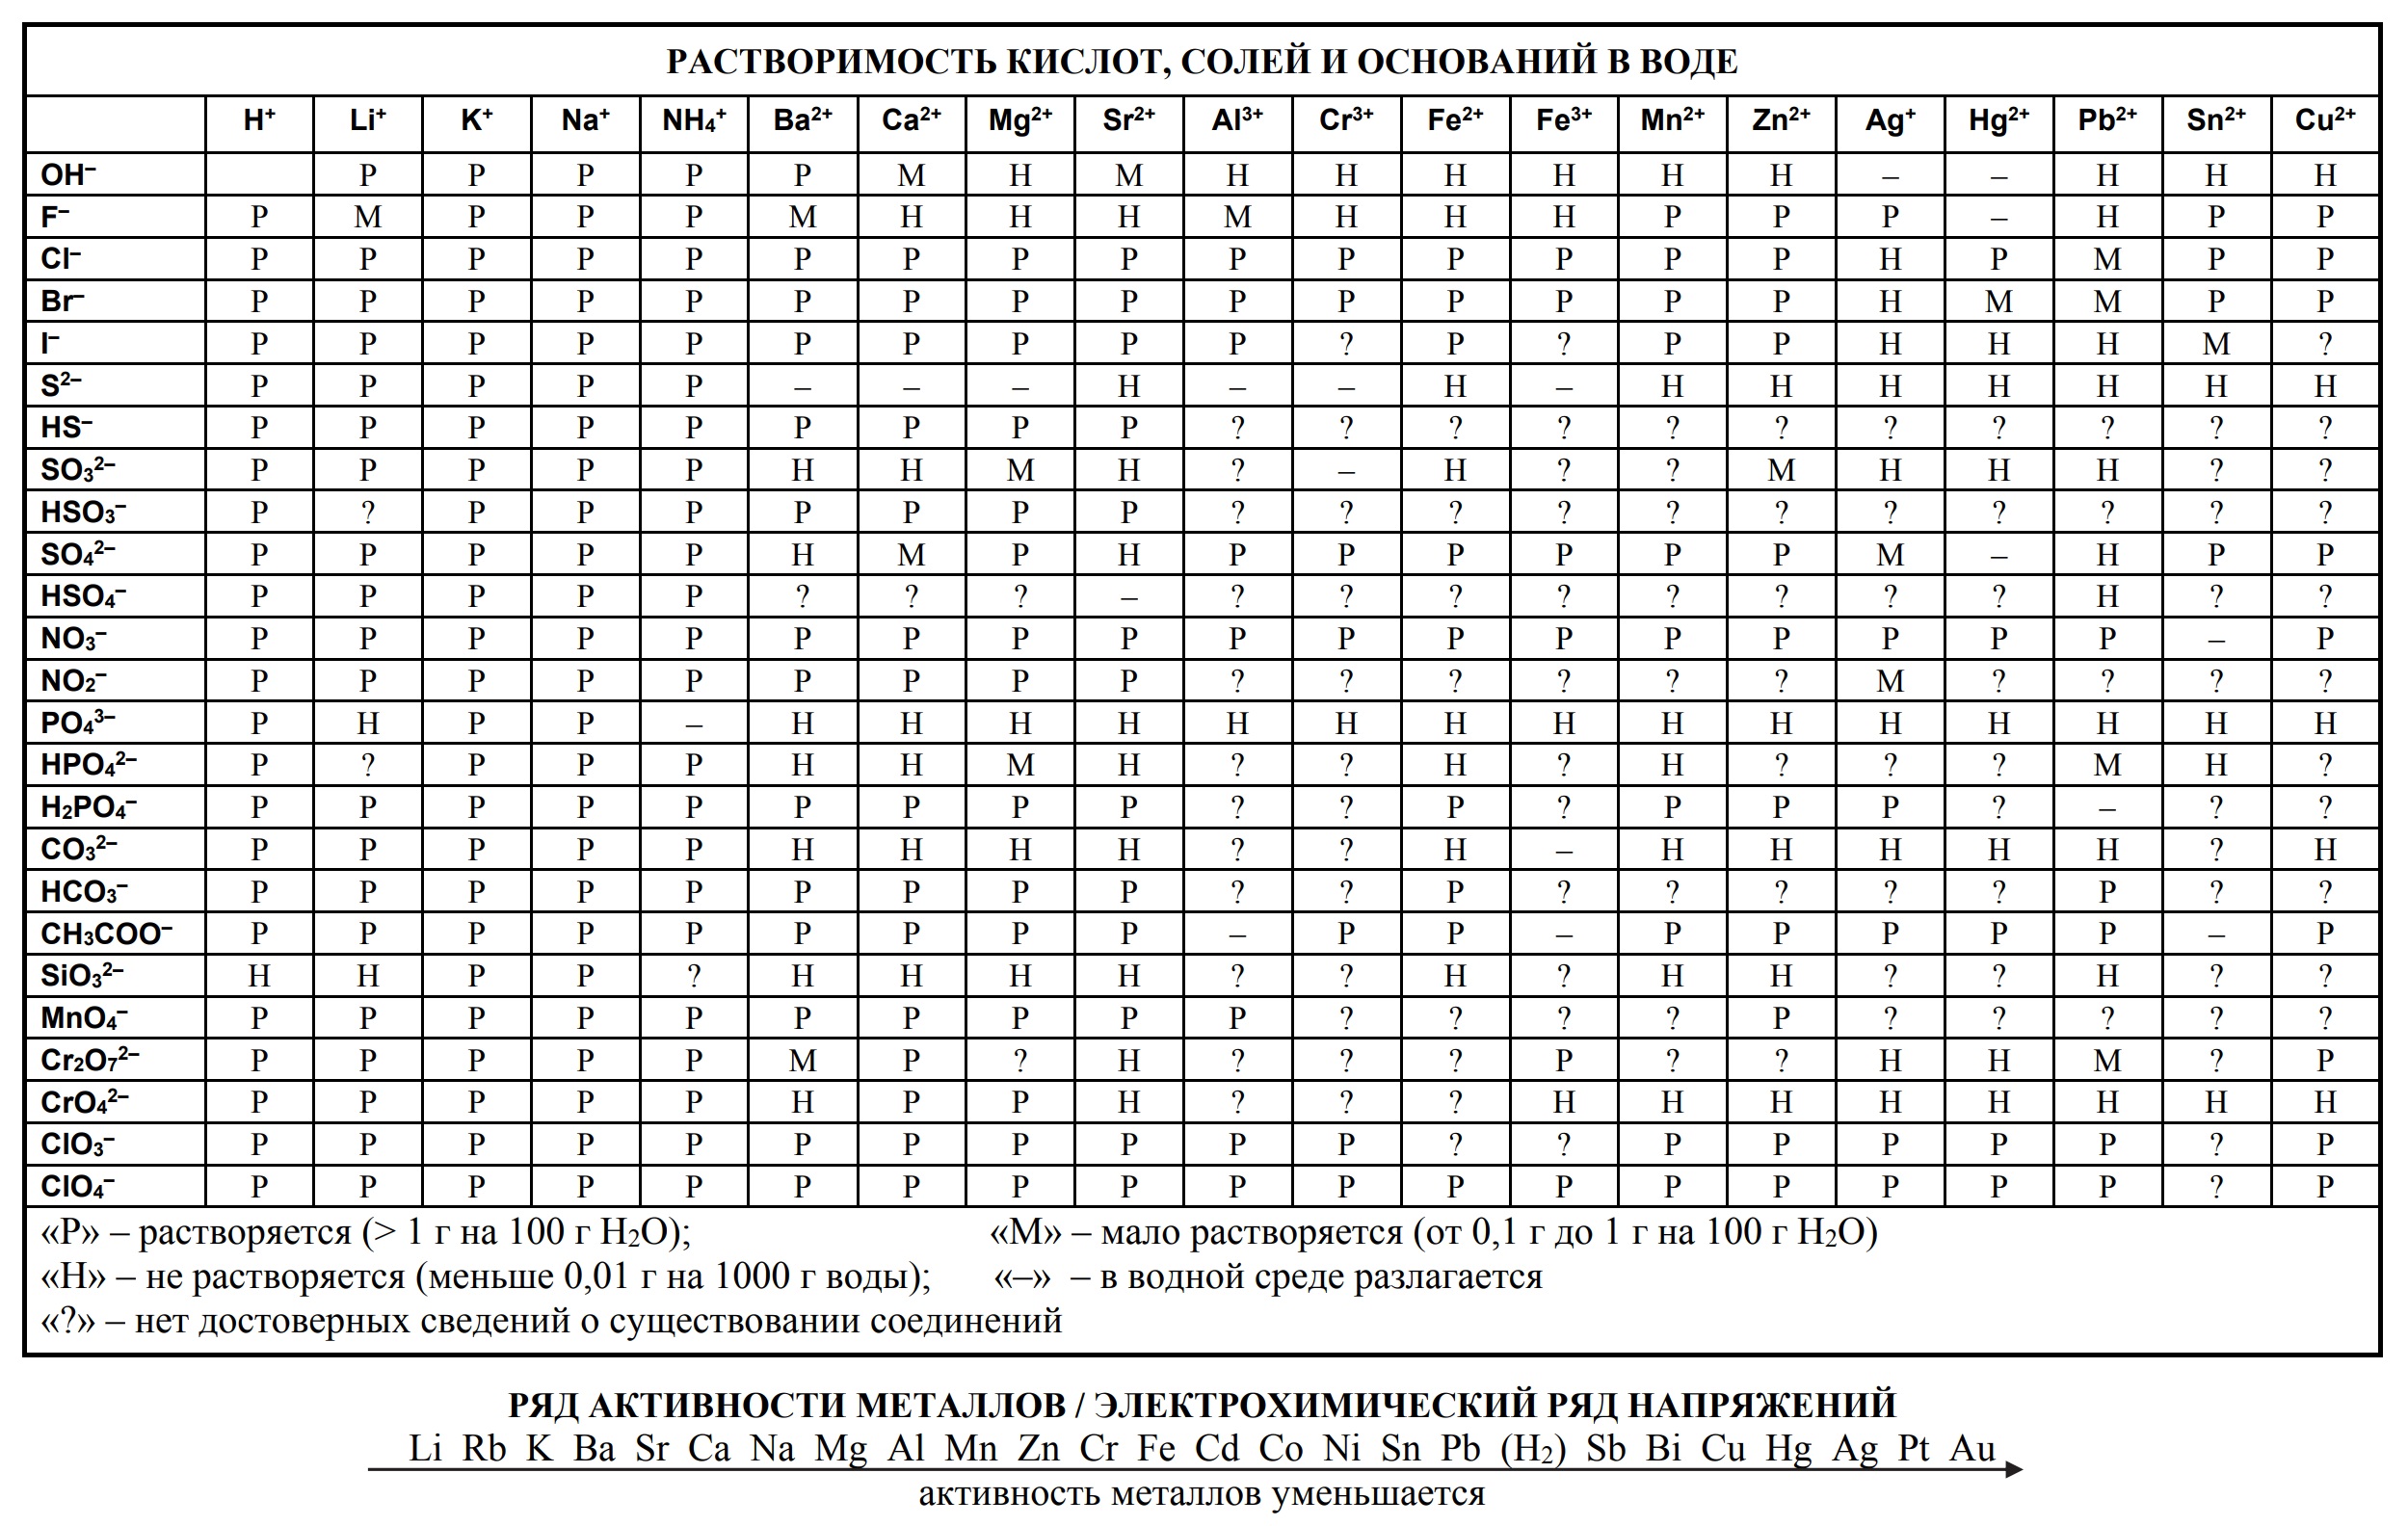 РАСТВОРИМОСТЬ КИСЛОТ, СОЛЕЙ И ОСНОВАНИЙ В ВОДЕ
H⁺ Li⁺ K⁺ Na⁺ NH₄⁺ Ba²⁺ Ca²⁺ Mg²⁺ Sr²⁺ Al³⁺ Cr³⁺ Fe²⁺ Fe³⁺ Mn²⁺ Zn²⁺ Ag⁺ Hg²⁺ Pb²⁺ Sn²⁺ Cu²⁺
OH⁻ Р Р Р Р Р М Н М Н Н Н Н Н Н – – Н Н Н
F⁻ Р М Р Р Р М Н Н Н М Н Н Н Р Р Р – Н Р Р
Cl⁻ Р Р Р Р Р Р Р Р Р Р Р Р Р Р Р Н Р М Р Р
Br⁻ Р Р Р Р Р Р Р Р Р Р Р Р Р Р Р Н М М Р Р
I⁻ Р Р Р Р Р Р Р Р Р Р ? Р ? Р Р Н Н Н М ?
S²⁻ Р Р Р Р Р – – – Н – – Н – Н Н Н Н Н Н Н
HS⁻ Р Р Р Р Р Р Р Р Р ? ? ? ? ? ? ? ? ? ? ?
SO₃²⁻ Р Р Р Р Р Н Н М Н ? – Н ? ? М Н Н Н ? ?
HSO₃⁻ Р ? Р Р Р Р Р Р Р ? ? ? ? ? ? ? ? ? ? ?
SO₄²⁻ Р Р Р Р Р Н М Р Н Р Р Р Р Р Р М – Н Р Р
HSO₄⁻ Р Р Р Р Р ? ? ? – ? ? ? ? ? ? ? ? Н ? ?
NO₃⁻ Р Р Р Р Р Р Р Р Р Р Р Р Р Р Р Р Р Р – Р
NO₂⁻ Р Р Р Р Р Р Р Р Р ? ? ? ? ? ? М ? ? ? ?
PO₄³⁻ Р Н Р Р – Н Н Н Н Н Н Н Н Н Н Н Н Н Н Н
HPO₄²⁻ Р ? Р Р Р Н Н М Н ? ? Н ? Н ? ? ? М Н ?
H₂PO₄⁻ Р Р Р Р Р Р Р Р Р ? ? Р ? Р Р Р ? – ? ?
CO₃²⁻ Р Р Р Р Р Н Н Н Н ? ? Н – Н Н Н Н Н ? Н
HCO₃⁻ Р Р Р Р Р Р Р Р Р ? ? Р ? ? ? ? ? Р ? ?
CH₃COO⁻ Р Р Р Р Р Р Р Р Р – Р Р – Р Р Р Р Р – Р
SiO₃²⁻ Н Н Р Р ? Н Н Н Н ? ? Н ? Н Н ? ? Н ? ?
MnO₄⁻ Р Р Р Р Р Р Р Р Р Р ? ? ? ? Р ? ? ? ? ?
Cr₂O₇²⁻ Р Р Р Р Р М Р ? Н ? ? ? Р ? ? Н Н М ? Р
CrO₄²⁻ Р Р Р Р Р Н Р Р Н ? ? ? Н Н Н Н Н Н Н Н
ClO₃⁻ Р Р Р Р Р Р Р Р Р Р Р ? ? Р Р Р Р Р ? Р
ClO₄⁻ Р Р Р Р Р Р Р Р Р Р Р Р Р Р Р Р Р Р ? Р
«Р» – растворяется (> 1 г на 100 г H₂O); «М» – мало растворяется (от 0,1 г до 1 г на 100 г H₂O)
«Н» – не растворяется (меньше 0,01 г на 1000 г воды); «–» – в водной среде разлагается
«?» – нет достоверных сведений о существовании соединений
РЯД АКТИВНОСТИ МЕТАЛЛОВ / ЭЛЕКТРОХИМИЧЕСКИЙ РЯД НАПРЯЖЕНИЙ
Li Rb K Ba Sr Ca Na Mg Al Mn Zn Cr Fe Cd Co Ni Sn Pb (H₂) Sb Bi Cu Hg Ag Pt Au
активность металлов уменьшается